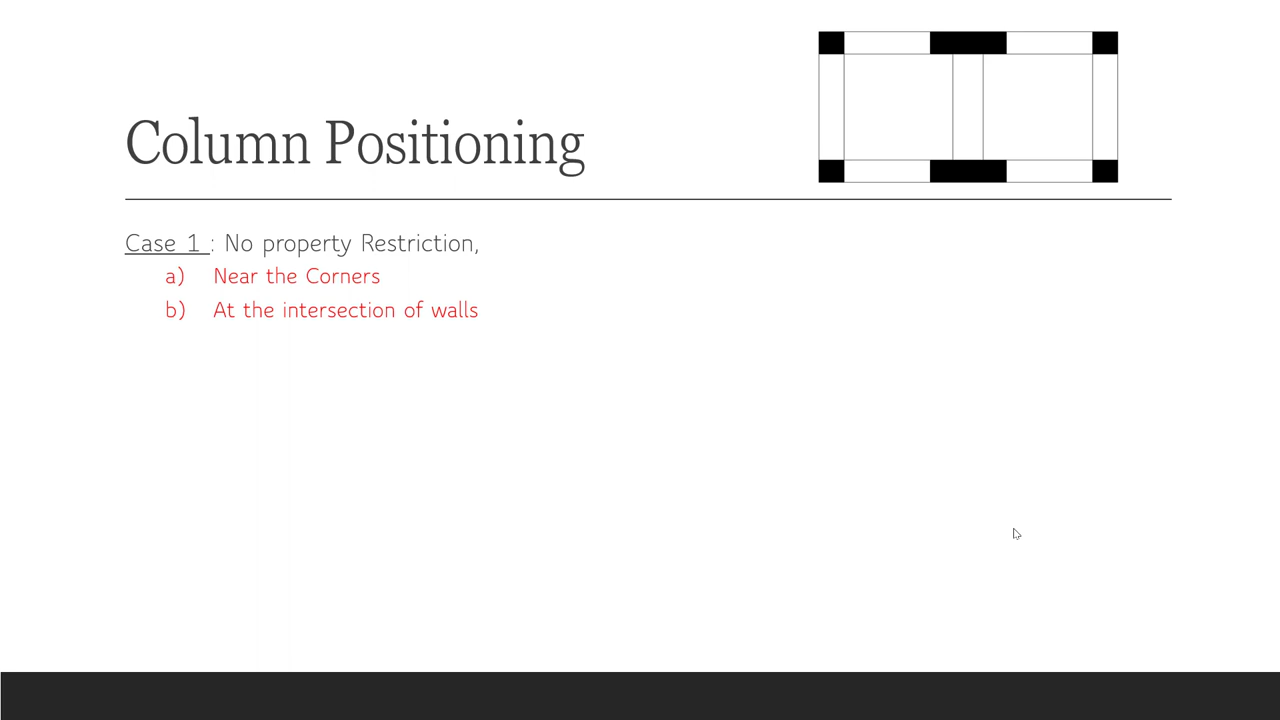 Column Positioning
Case 1 : No property Restriction,
a) Near the Corners
b) At the intersection of walls